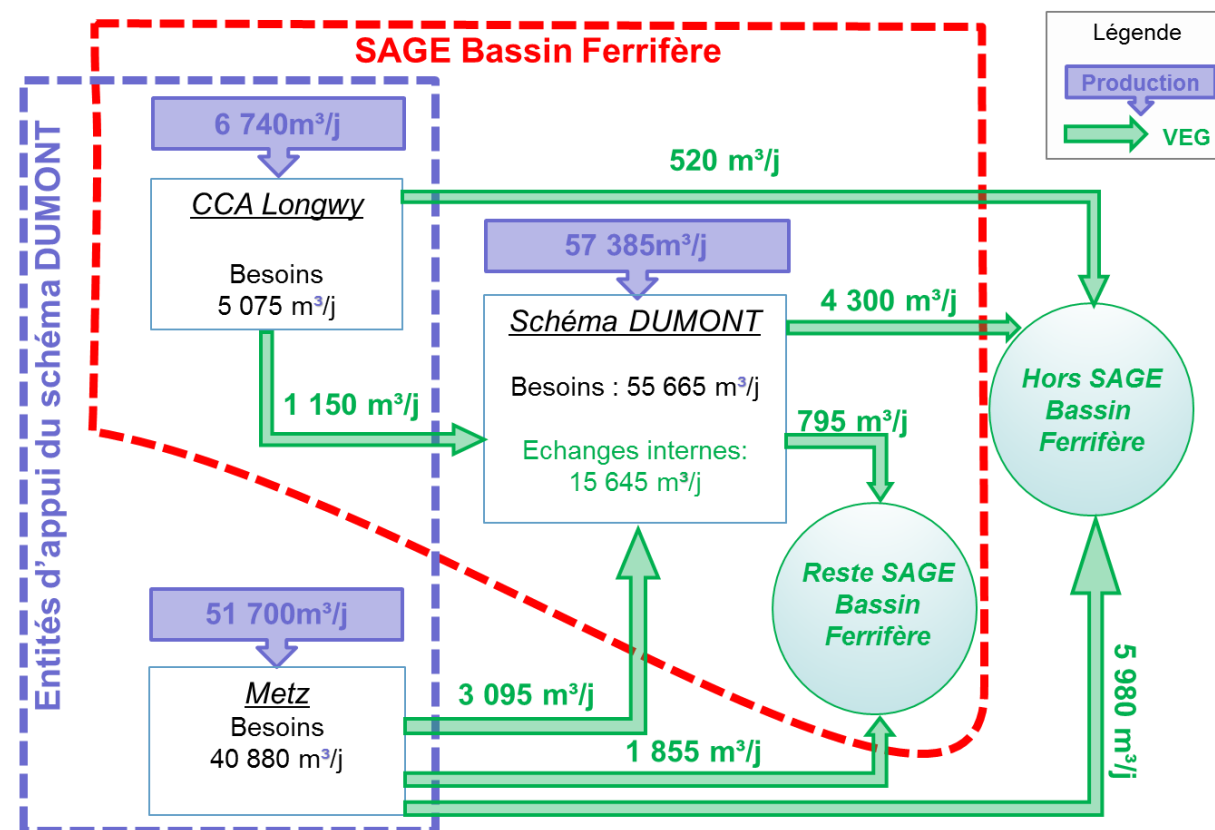 SAGE Bassin Ferrifère
Légende
Production
VEG
Entités d'appui du schéma DUMONT
6 740m³/j
CCA Longwy
Besoins
5 075 m³/j
520 m³/j
57 385m³/j
Schéma DUMONT
Besoins : 55 665 m³/j
Echanges internes:
15 645 m³/j
4 300 m³/j
1 150 m³/j
795 m³/j
Hors SAGE
Bassin
Ferrifère
Reste SAGE
Bassin
Ferrifère
51 700m³/j
Metz
Besoins
40 880 m³/j
3 095 m³/j
1 855 m³/j
5 980 m³/j